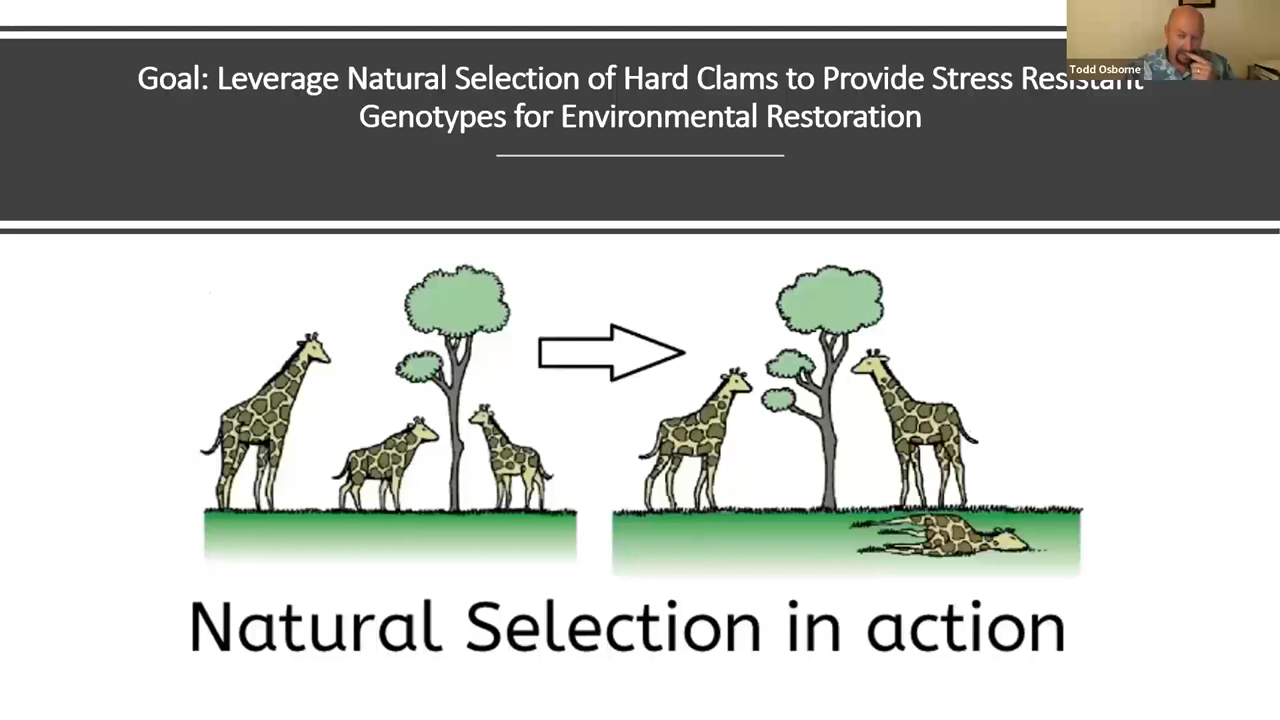 Goal: Leverage Natural Selection of Hard Clams to Provide Stress Resistant
Genotypes for Environmental Restoration
Todd Osborne
Natural Selection in action